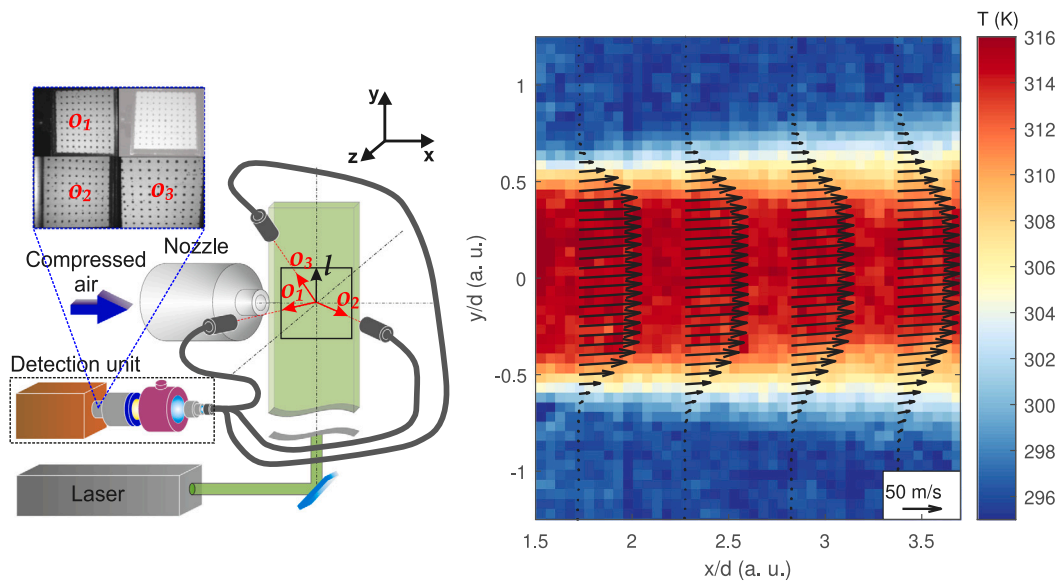 O₁
O₂ O₃
y
x
z
Nozzle
Compressed
air
l
O₃
O₁
O₂
Detection unit
Laser
T (K)
316
314
312
310
308
306
304
302
300
298
296
1
0.5
0
-0.5
-1
y/d (a. u.)
50 m/s
1.5 2 2.5 3 3.5
x/d (a. u.)